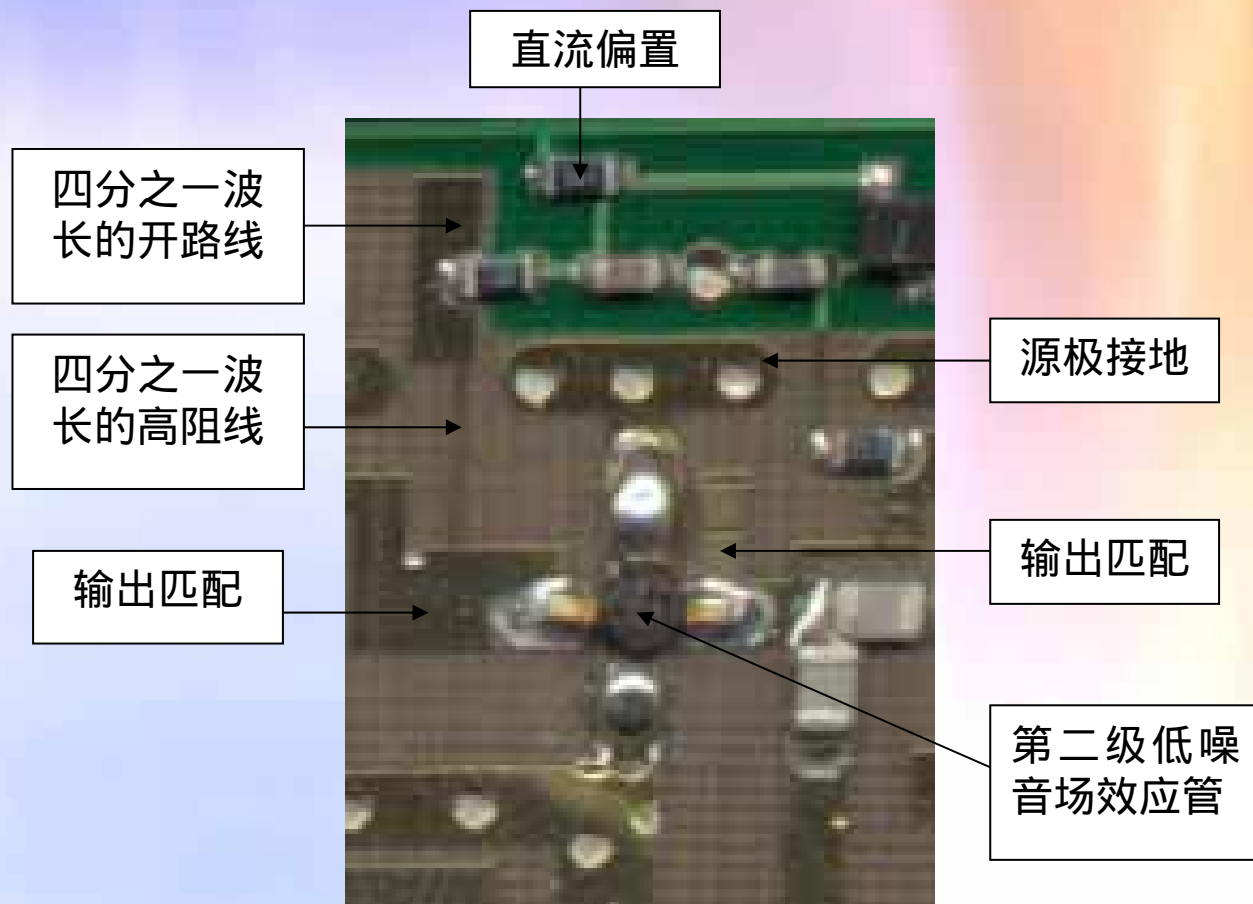 直流偏置
四分之一波
长的开路线
四分之一波
长的高阻线
输出匹配
源极接地
输出匹配
第二级低噪
音场效应管